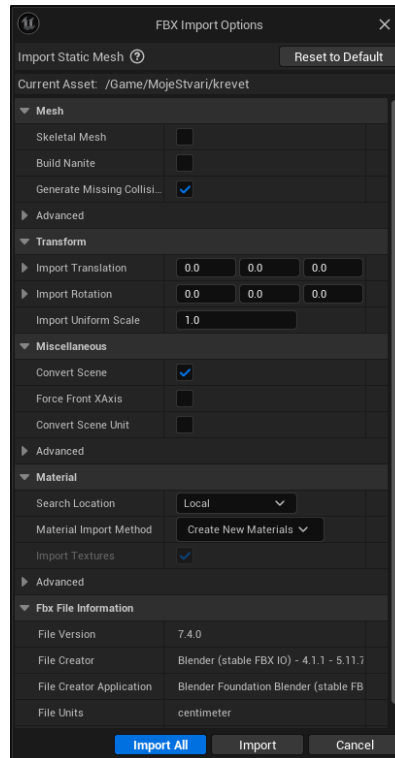 FBX Import Options
Import Static Mesh ? Reset to Default
Current Asset: /Game/MojeStvari/krevet
Mesh
Skeletal Mesh
Build Nanite
Generate Missing Collisi...
Advanced
Transform
Import Translation 0.0 0.0 0.0
Import Rotation 0.0 0.0 0.0
Import Uniform Scale 1.0
Miscellaneous
Convert Scene
Force Front XAxis
Convert Scene Unit
Advanced
Material
Search Location Local
Material Import Method Create New Materials
Import Textures
Advanced
Fbx File Information
File Version 7.4.0
File Creator Blender (stable FBX IO) - 4.1.1 - 5.11.7
File Creator Application Blender Foundation Blender (stable FB
File Units centimeter
Import All Import Cancel